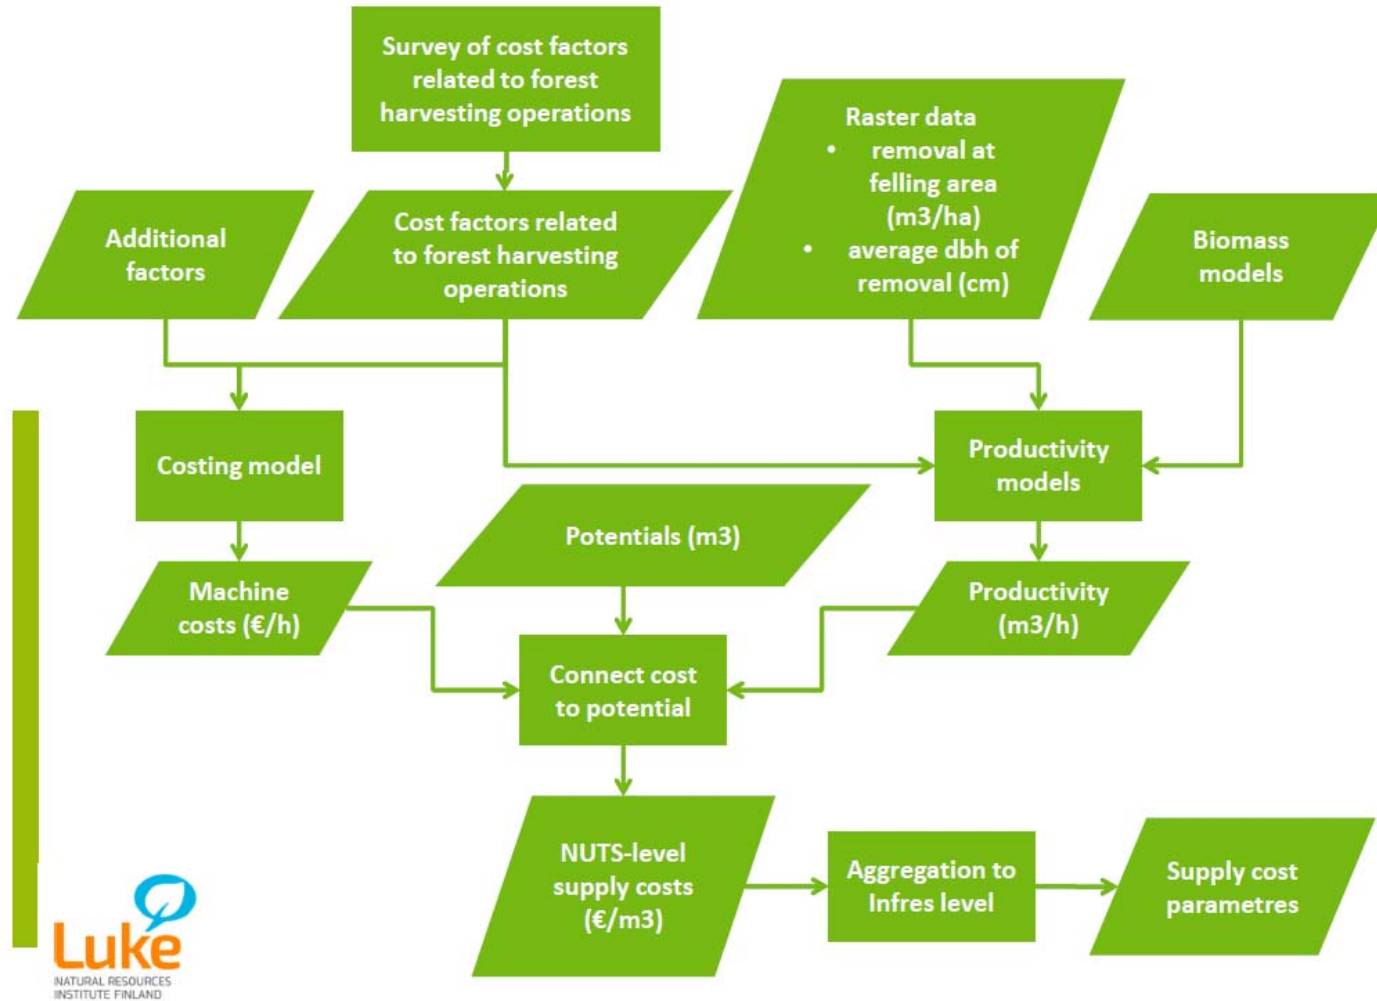 Survey of cost factors
related to forest
harvesting operations
Raster data
• removal at
felling area
(m3/ha)
• average dbh of
removal (cm)
Additional
factors
Cost factors related
to forest harvesting
operations
Biomass
models
Costing model
Productivity
models
Potentials (m3)
Machine
costs (€/h)
Productivity
(m3/h)
Connect cost
to potential
NUTS-level
supply costs
(€/m3)
Aggregation to
Infres level
Supply cost
parametres
Luke
NATURAL RESOURCES
INSTITUTE FINLAND